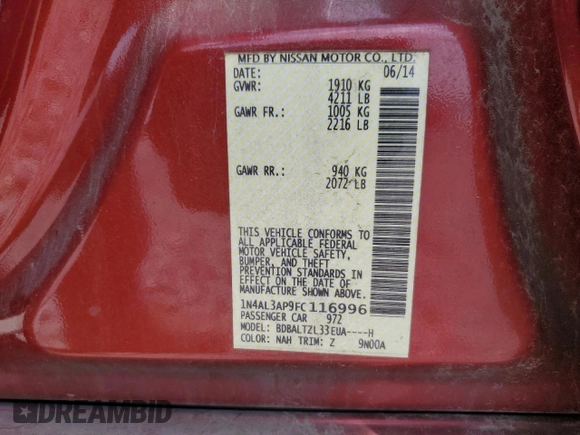 MFD BY NISSAN MOTOR CO., LTD.
DATE: 06/14
GVWR: 1910 KG
4211 LB
GAWR FR.: 1005 KG
2216 LB
GAWR RR.: 940 KG
2072 LB
THIS VEHICLE CONFORMS TO
ALL APPLICABLE FEDERAL
MOTOR VEHICLE SAFETY,
BUMPER, AND THEFT
PREVENTION STANDARDS IN
EFFECT ON THE DATE OF
MANUFACTURE SHOWN ABOVE.
1N4AL3AP9FC116996
PASSENGER CAR 972
MODEL: BDBALTZL33EUA----H
COLOR: NAH TRIM: Z 9N00A
DREAMBID